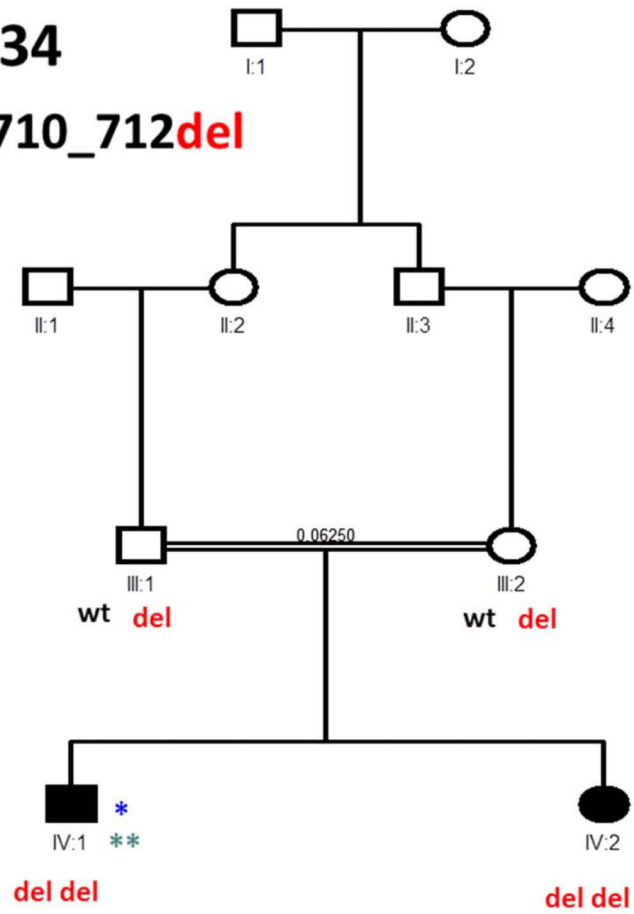 34
710_712del
I:1 I:2
II:1 II:2 II:3 II:4
0.06250
III:1 III:2
wt del wt del
* 
IV:1 ** IV:2
del del del del